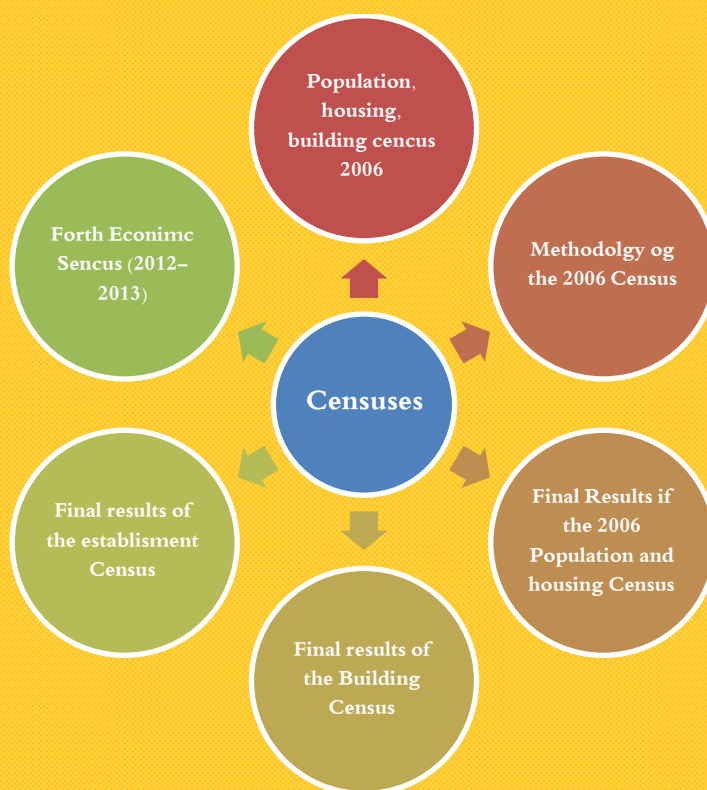 Population,
housing,
building cencus
2006
Methodolgy og
the 2006 Census
Final Results if
the 2006
Population and
housing Census
Final results of
the Building
Census
Final results of
the establisment
Census
Forth Econimc
Sencus (2012–
2013)
Censuses